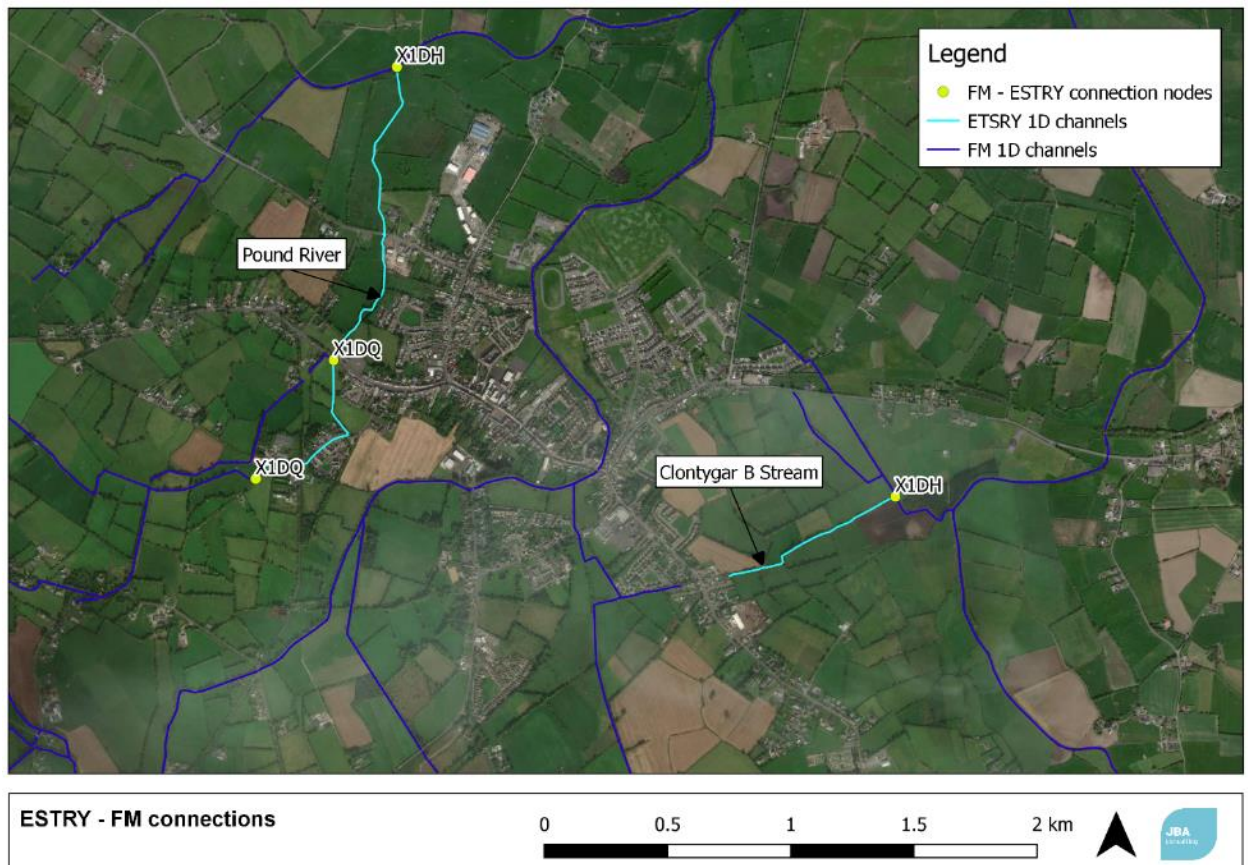 X1DH
Legend
FM - ESTRY connection nodes
ETSRY 1D channels
FM 1D channels
Pound River
X1DQ
X1DQ
Clontygar B Stream
X1DH
ESTRY - FM connections
0 0.5 1 1.5 2 km
JBA
consulting